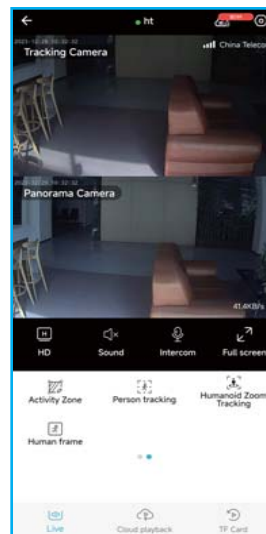 ht
Tracking Camera
China Telecom
Panorama Camera
41.4KB/s
HD
Sound
Intercom
Full screen
Activity Zone
Person tracking
Humanoid Zoom
Tracking
Human frame
Live
Cloud playback
TF Card